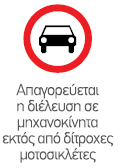 Απαγορεύεται
η διέλευση σε
μηχανοκίνητα
εκτός από δίτροχες
μοτοσικλέτες